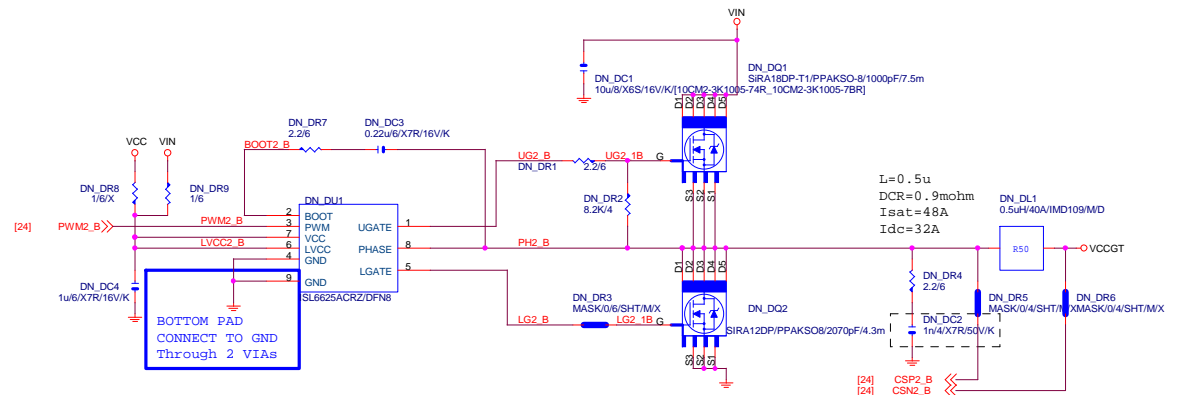 VIN
DN_DC1
10u/8/X6S/16V/K/[10CM2-3K1005-74R_10CM2-3K1005-7BR]
DN_DQ1
SiRA18DP-T1/PPAKSO-8/1000pF/7.5m
D1
D2
D3
D4
D5
G
S3
S2
S1
VCC
VIN
DN_DR7
2.2/6
DN_DC3
0.22u/6/X7R/16V/K
BOOT2_B
DN_DR8
1/6/X
DN_DR9
1/6
UG2_B
DN_DR1
2.2/6
UG2_1B
DN_DR2
8.2K/4
DN_DU1
2
BOOT
3
PWM
7
VCC
6
LVCC
4
GND
9
GND
UGATE
1
PHASE
8
LGATE
5
ISL6625ACRZ/DFN8
[24]
PWM2_B
PWM2_B
LVCC2_B
DN_DC4
1u/6/X7R/16V/K
BOTTOM PAD
CONNECT TO GND
Through 2 VIAs
PH2_B
L=0.5u
DCR=0.9mohm
Isat=48A
Idc=32A
DN_DL1
0.5uH/40A/IMD109/M/D
R50
VCCGT
D1
D2
D3
D4
D5
G
S3
S2
S1
LG2_B
DN_DR3
MASK/0/6/SHT/M/X
LG2_1B
DN_DQ2
SIRA12DP/PPAKSO8/2070pF/4.3m
DN_DR4
2.2/6
DN_DC2
1n/4/X7R/50V/K
DN_DR5
MASK/0/4/SHT/M/X
DN_DR6
MASK/0/4/SHT/M/X
[24]
CSP2_B
[24]
CSN2_B